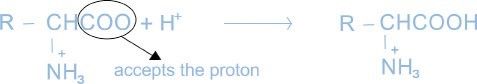 R – CHCOO + H⁺ → R – CHCOOH
| +
NH₃
accepts the proton
| +
NH₃